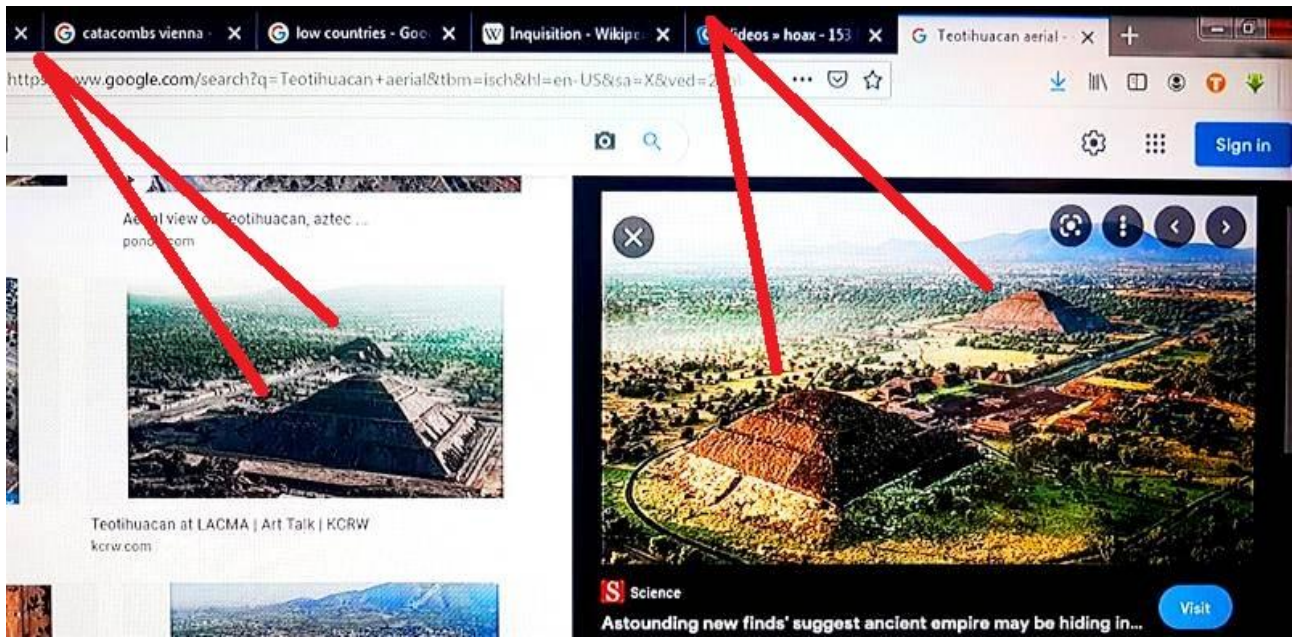 catacombs vienna -
low countries - Goo
W Inquisition - Wikipe
Videos » hoax - 153
G Teotihuacan aerial -
www.google.com/search?q=Teotihuacan+aerial&tbm=isch&hl=en-US&sa=X&ved=2
Sign in
Aerial view of Teotihuacan, aztec ...
Teotihuacan at LACMA | Art Talk | KCRW
kcrw.com
S Science
Astounding new finds' suggest ancient empire may be hiding in...
Visit